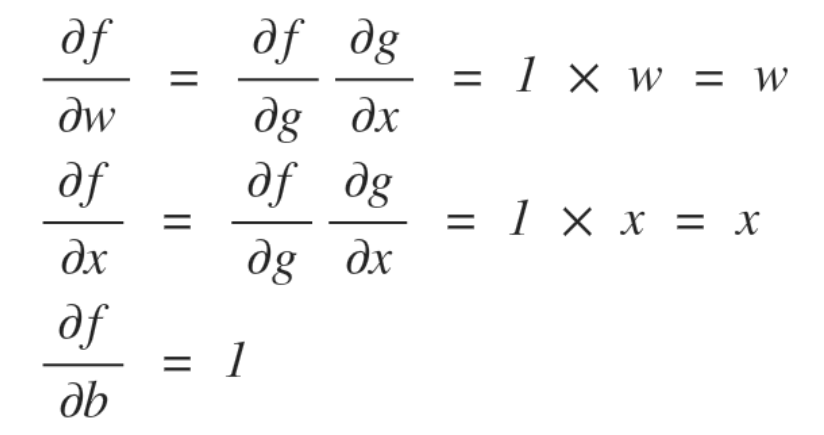 ∂f/∂w = ∂f/∂g ∂g/∂x = 1 × w = w
∂f/∂x = ∂f/∂g ∂g/∂x = 1 × x = x
∂f/∂b = 1